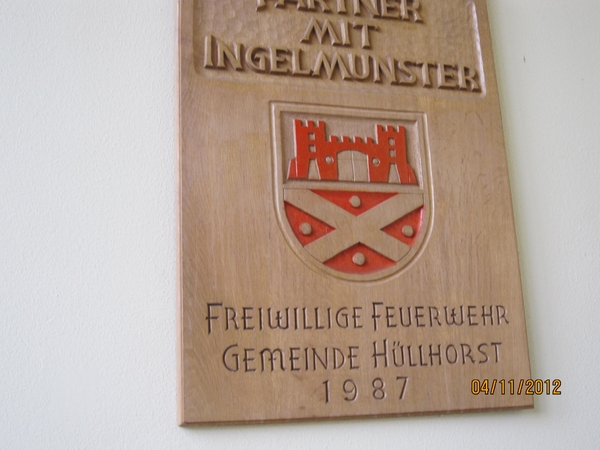 PARTNER
MIT
INGELMUNSTER
FREIWILLIGE FEUERWEHR
GEMEINDE HÜLLHORST
1987
04/11/2012